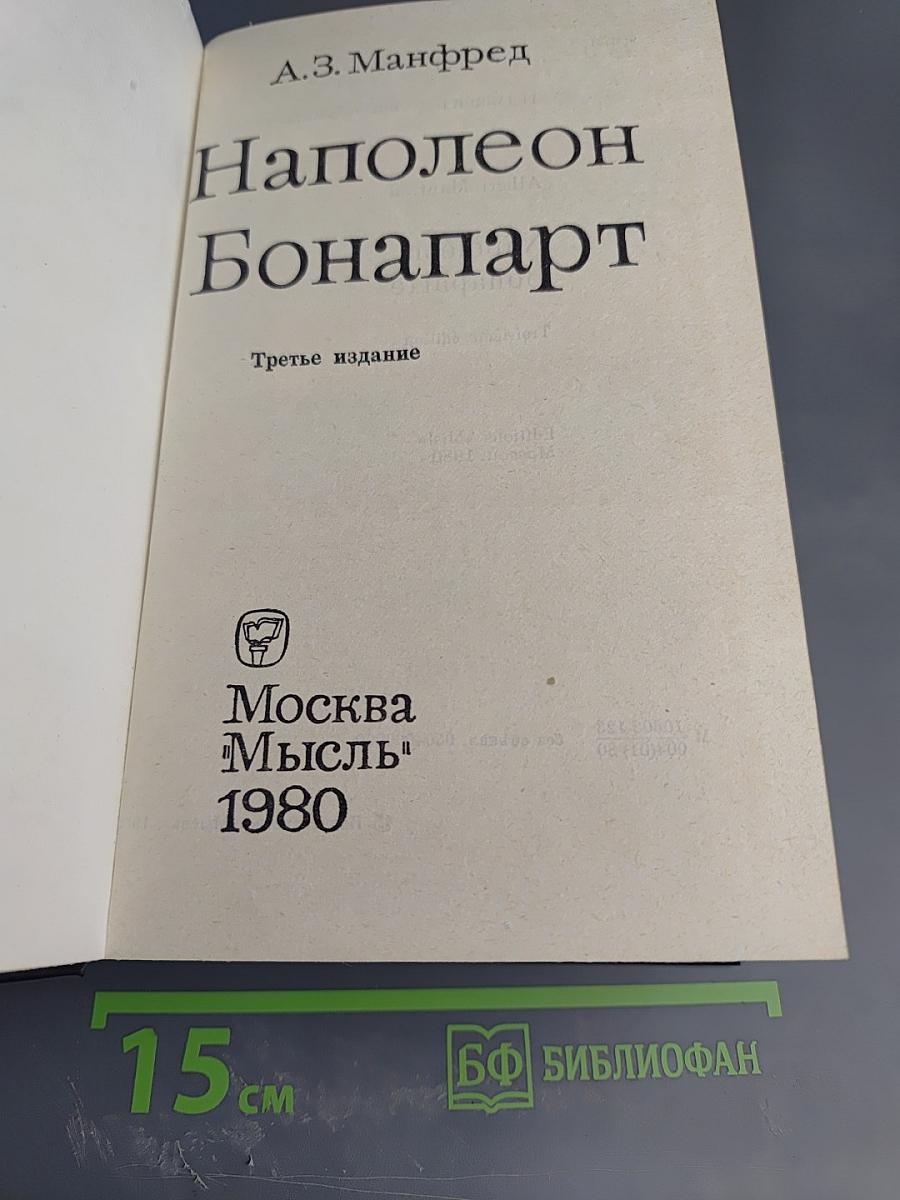 А.З. Манфред
Наполеон
Бонапарт
Третье издание
Москва
"Мысль"
1980
15 см
БФ БИБЛИОФАН